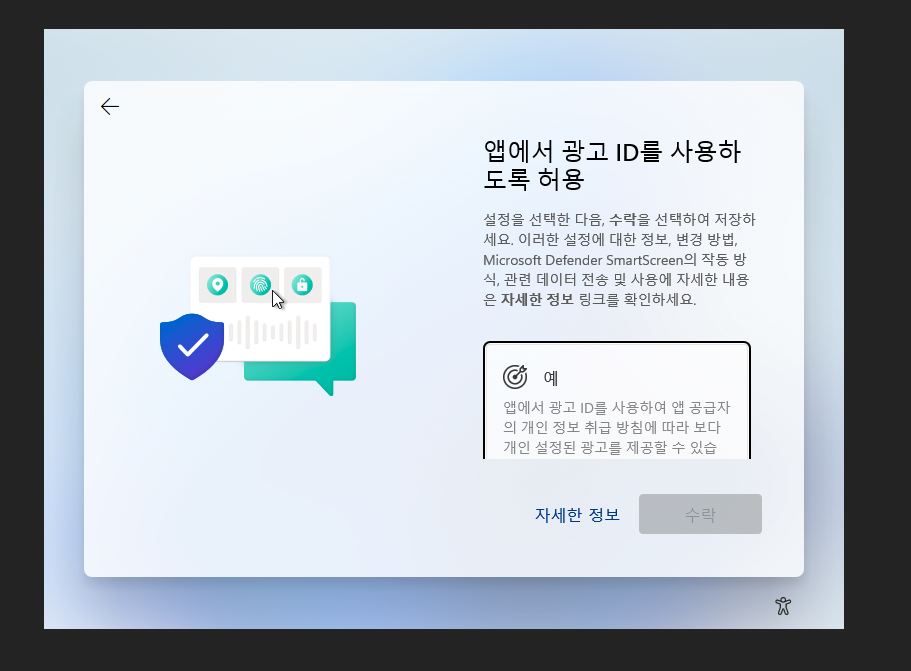 앱에서 광고 ID를 사용하
도록 허용
설정을 선택한 다음, 수락을 선택하여 저장하
세요. 이러한 설정에 대한 정보, 변경 방법,
Microsoft Defender SmartScreen의 작동 방
식, 관련 데이터 전송 및 사용에 자세한 내용
은 자세한 정보 링크를 확인하세요.
예
앱에서 광고 ID를 사용하여 앱 공급자
의 개인 정보 취급 방침에 따라 보다
개인 설정된 광고를 제공할 수 있습
자세한 정보
수락